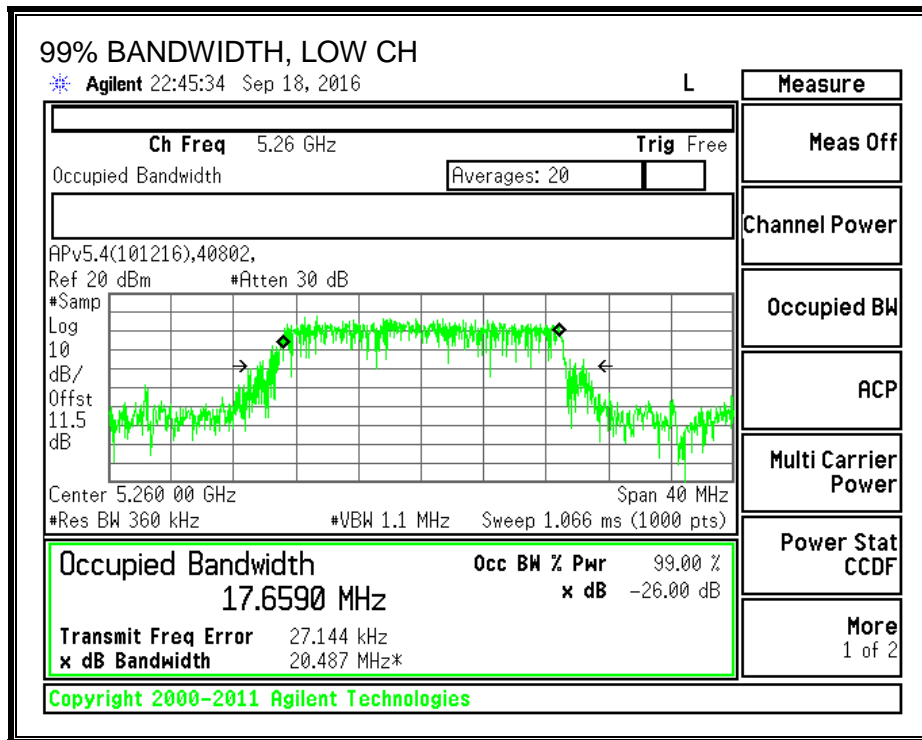 99% BANDWIDTH, LOW CH
Agilent 22:45:34 Sep 18, 2016 L
Measure
Ch Freq 5.26 GHz Trig Free
Meas Off
Occupied Bandwidth Averages: 20
Channel Power
APv5.4(101216),40802,
Ref 20 dBm #Atten 30 dB
#Samp
Log
10
dB/
Offst
11.5
dB
Occupied BW
ACP
Multi Carrier
Power
Center 5.260 00 GHz Span 40 MHz
#Res BW 360 kHz #VBW 1.1 MHz Sweep 1.066 ms (1000 pts)
Power Stat
CCDF
Occupied Bandwidth Occ BW % Pwr 99.00 %
17.6590 MHz x dB -26.00 dB
Transmit Freq Error 27.144 kHz
x dB Bandwidth 20.487 MHz*
More
1 of 2
Copyright 2000-2011 Agilent Technologies